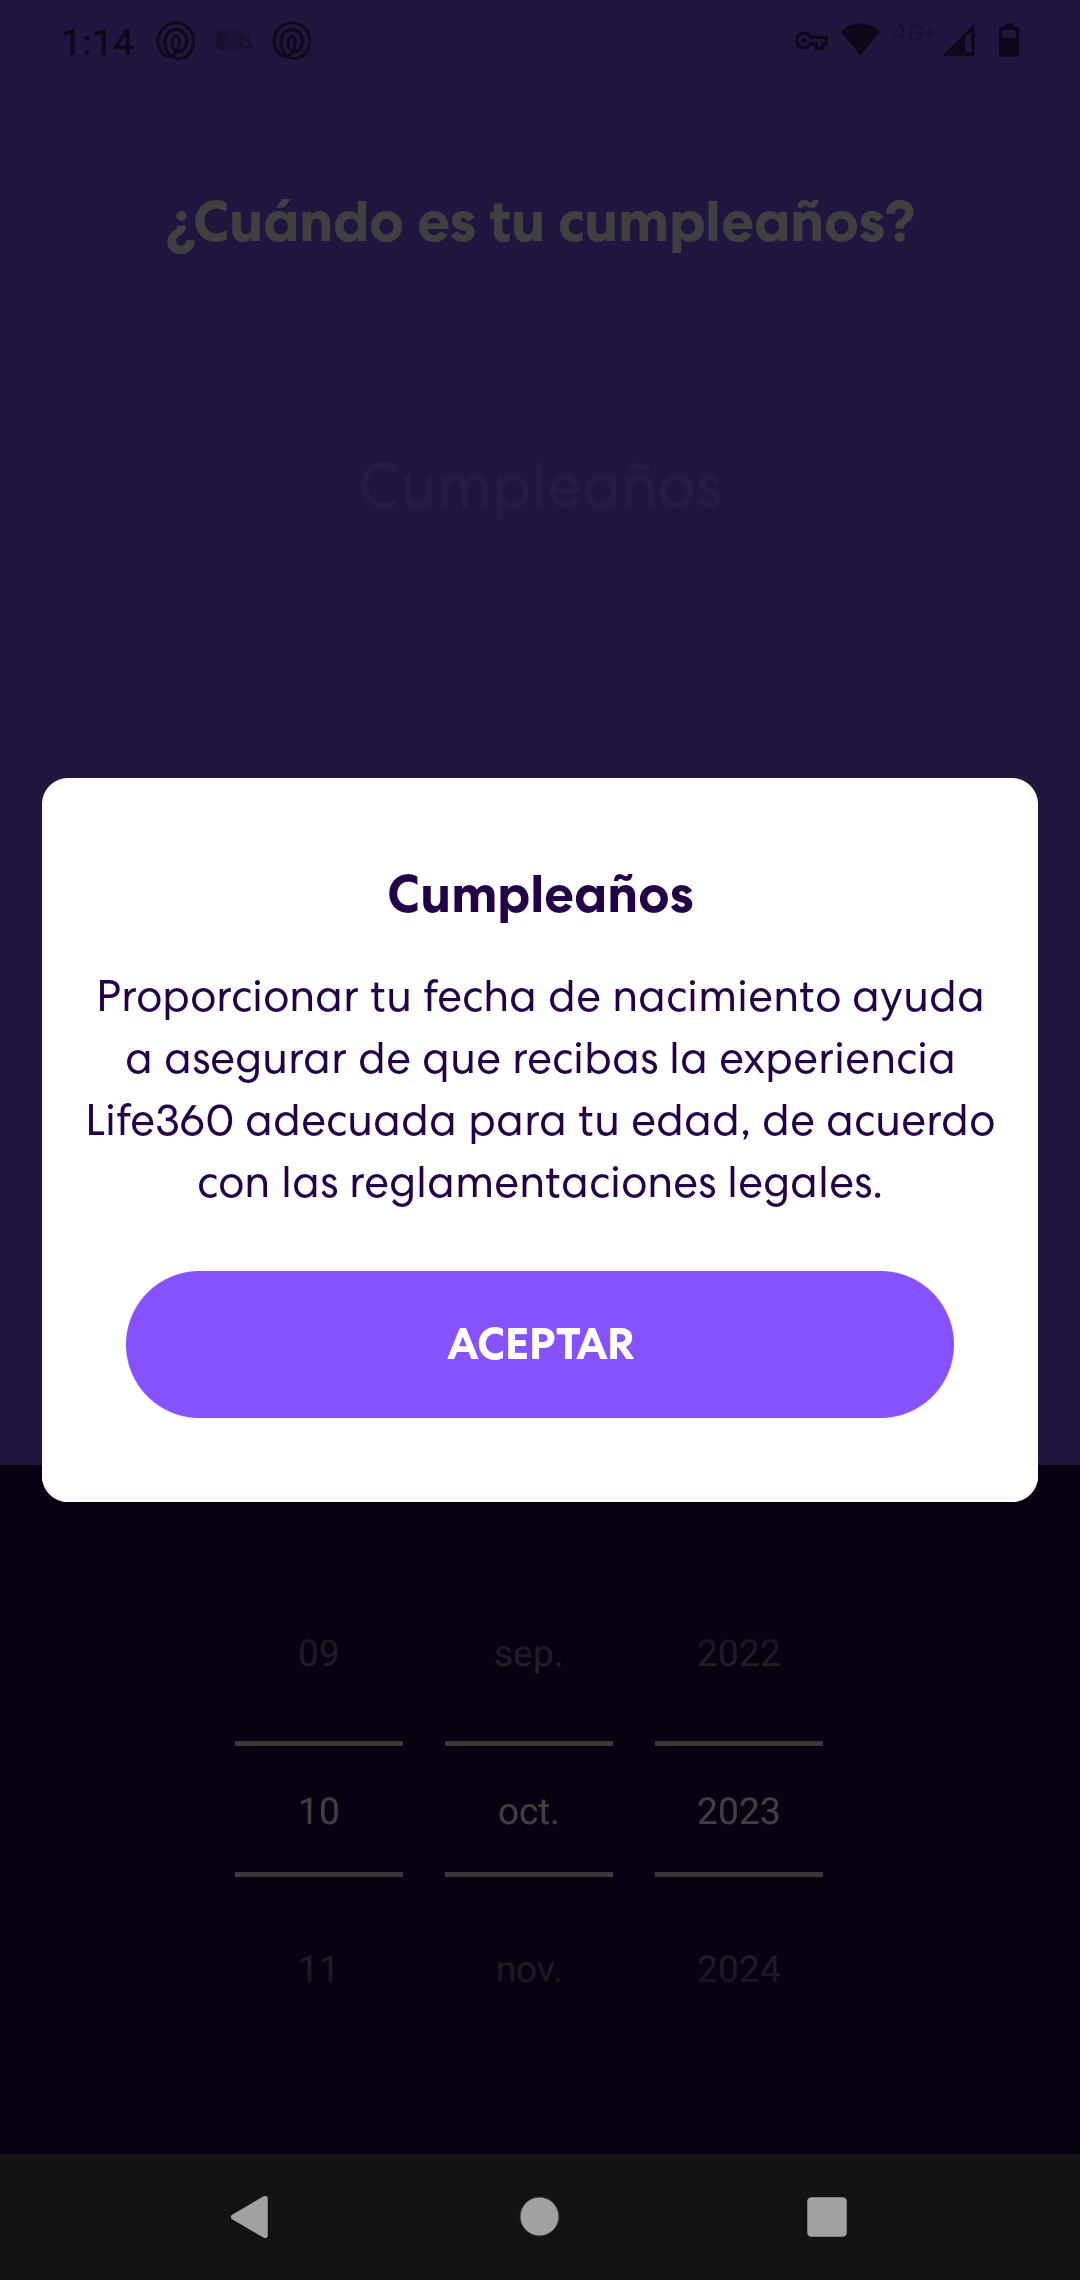 1:14
4G+
¿Cuándo es tu cumpleaños?
Cumpleaños
Cumpleaños
Proporcionar tu fecha de nacimiento ayuda
a asegurar de que recibas la experiencia
Life360 adecuada para tu edad, de acuerdo
con las reglamentaciones legales.
ACEPTAR
09 sep. 2022
10 oct. 2023
11 nov. 2024